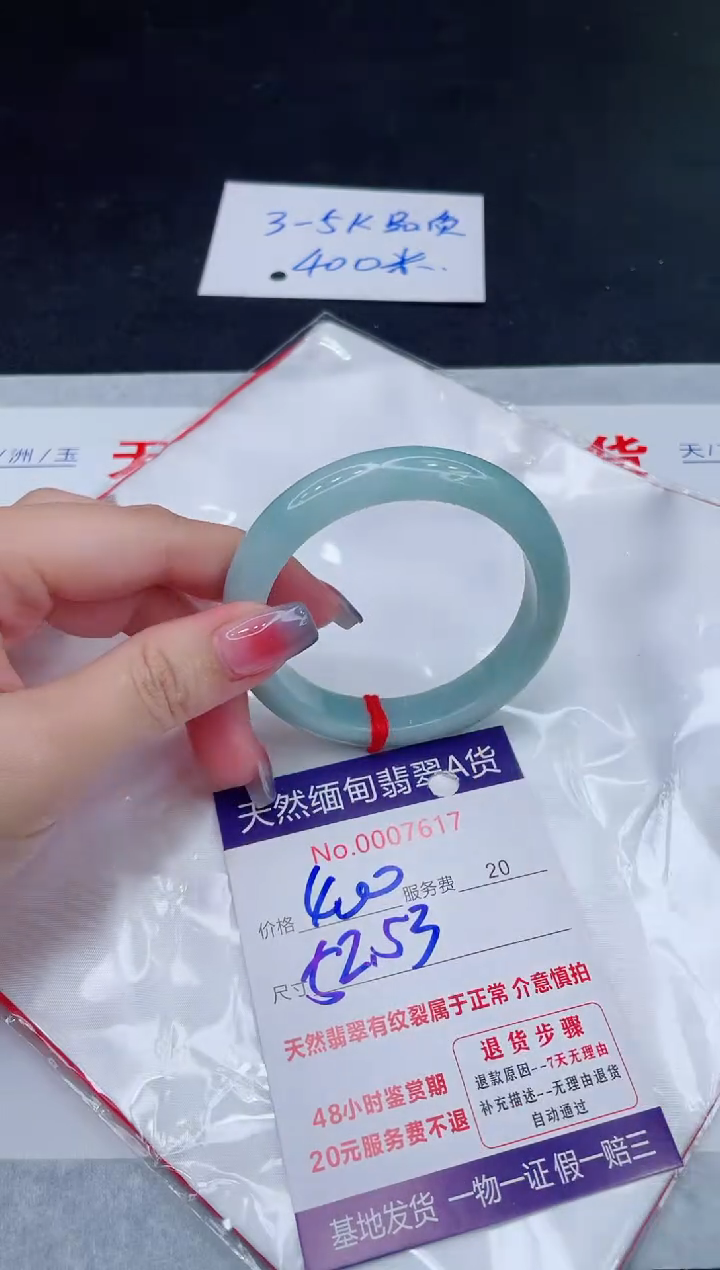 3-5K品质
400米
/洲/玉
天
货
天门
天然缅甸翡翠A货
No.0007617
价格 400 服务费 20
尺寸 52.53
天然翡翠有纹裂属于正常 介意慎拍
48小时鉴赏期
20元服务费不退
退货步骤
退款原因--7天无理由
补充描述--无理由退货
自动通过
基地发货 一物一证 假一赔三